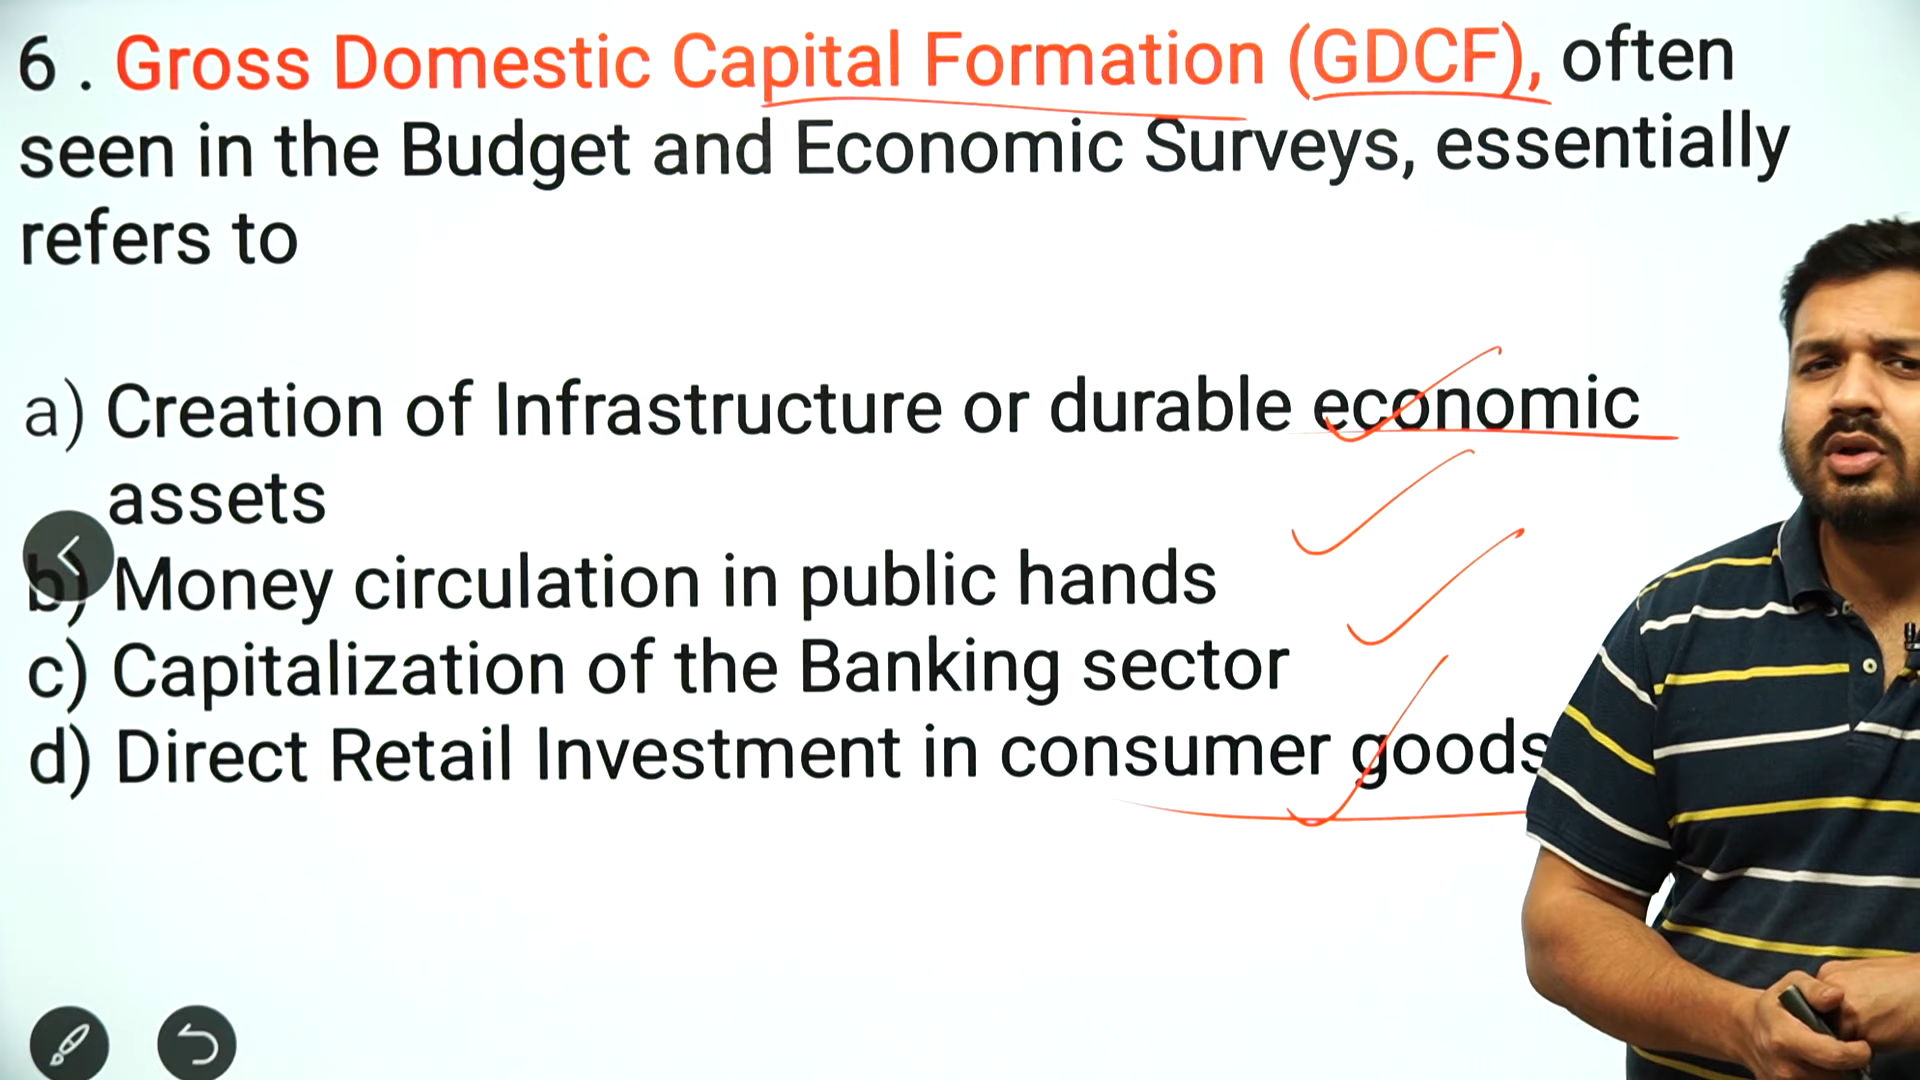 6 . Gross Domestic Capital Formation (GDCF), often
seen in the Budget and Economic Surveys, essentially
refers to
a) Creation of Infrastructure or durable economic
assets
b) Money circulation in public hands
c) Capitalization of the Banking sector
d) Direct Retail Investment in consumer goods